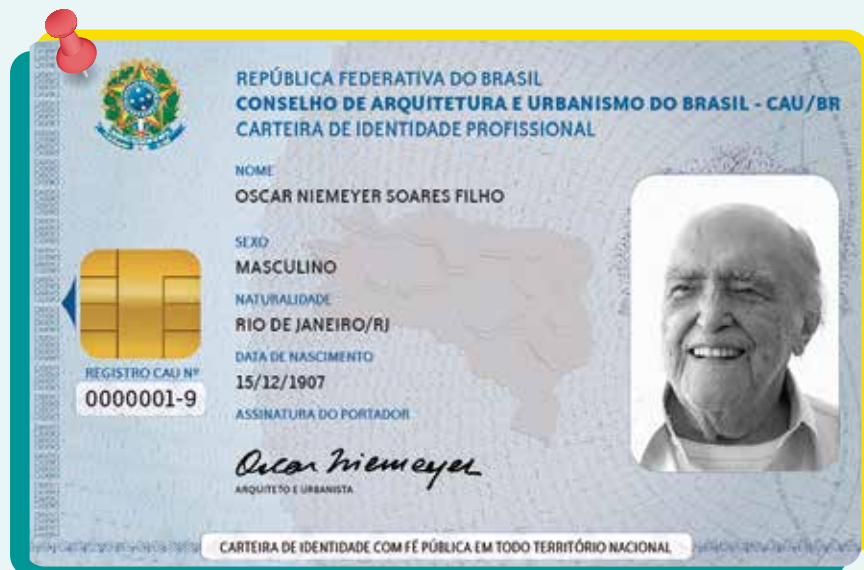 REPÚBLICA FEDERATIVA DO BRASIL
CONSELHO DE ARQUITETURA E URBANISMO DO BRASIL - CAU/BR
CARTEIRA DE IDENTIDADE PROFISSIONAL
NOME
OSCAR NIEMEYER SOARES FILHO
SEXO
MASCULINO
NATURALIDADE
RIO DE JANEIRO/RJ
DATA DE NASCIMENTO
15/12/1907
REGISTRO CAU Nº
0000001-9
ASSINATURA DO PORTADOR
Oscar Niemeyer
ARQUITETO E URBANISTA
CARTEIRA DE IDENTIDADE COM FÉ PÚBLICA EM TODO TERRITÓRIO NACIONAL